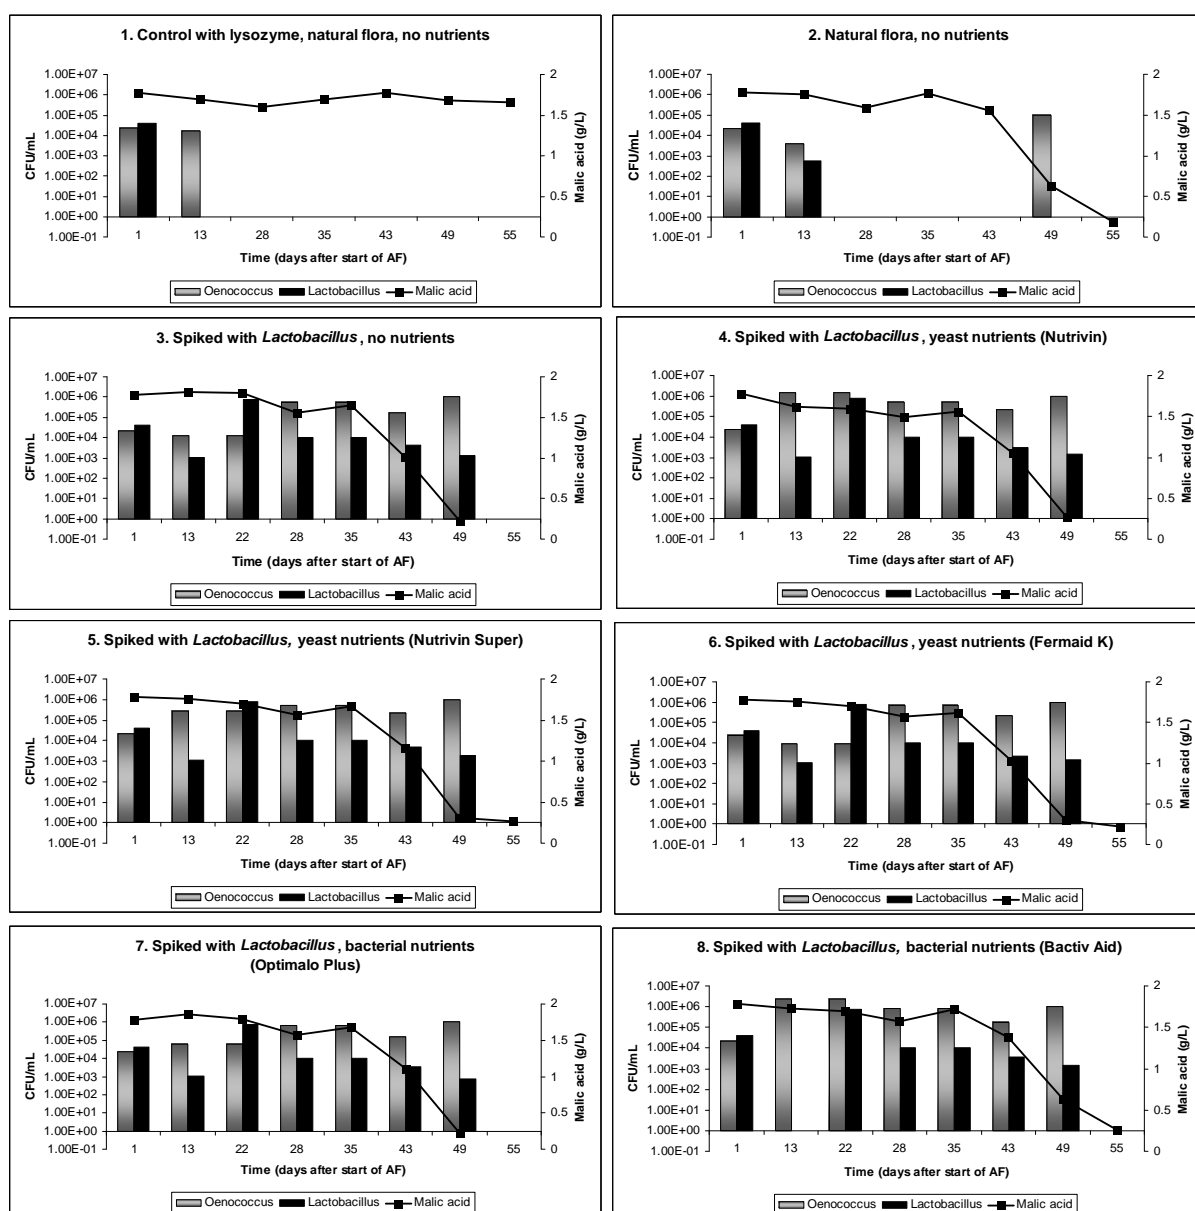 1. Control with lysozyme, natural flora, no nutrients
CFU/mL
1.00E+07
1.00E+06
1.00E+05
1.00E+04
1.00E+03
1.00E+02
1.00E+01
1.00E+00
1.00E-01
2
1.5
1
0.5
0
Malic acid (g/L)
1 13 28 35 43 49 55
Time (days after start of AF)
Oenococcus Lactobacillus Malic acid
2. Natural flora, no nutrients
CFU/mL
1.00E+07
1.00E+06
1.00E+05
1.00E+04
1.00E+03
1.00E+02
1.00E+01
1.00E+00
1.00E-01
2
1.5
1
0.5
0
Malic acid (g/L)
1 13 28 35 43 49 55
Time (days after start of AF)
Oenococcus Lactobacillus Malic acid
3. Spiked with Lactobacillus, no nutrients
CFU/mL
1.00E+07
1.00E+06
1.00E+05
1.00E+04
1.00E+03
1.00E+02
1.00E+01
1.00E+00
1.00E-01
2
1.5
1
0.5
0
Malic acid (g/L)
1 13 22 28 35 43 49 55
Time (days after start of AF)
Oenococcus Lactobacillus Malic acid
4. Spiked with Lactobacillus, yeast nutrients (Nutrivin)
CFU/mL
1.00E+07
1.00E+06
1.00E+05
1.00E+04
1.00E+03
1.00E+02
1.00E+01
1.00E+00
1.00E-01
2
1.5
1
0.5
0
Malic acid (g/L)
1 13 22 28 35 43 49 55
Time (days after start of AF)
Oenococcus Lactobacillus Malic acid
5. Spiked with Lactobacillus, yeast nutrients (Nutrivin Super)
CFU/mL
1.00E+07
1.00E+06
1.00E+05
1.00E+04
1.00E+03
1.00E+02
1.00E+01
1.00E+00
1.00E-01
2
1.5
1
0.5
0
Malic acid (g/L)
1 13 22 28 35 43 49 55
Time (days after start of AF)
Oenococcus Lactobacillus Malic acid
6. Spiked with Lactobacillus, yeast nutrients (Fermaid K)
CFU/mL
1.00E+07
1.00E+06
1.00E+05
1.00E+04
1.00E+03
1.00E+02
1.00E+01
1.00E+00
1.00E-01
2
1.5
1
0.5
0
Malic acid (g/L)
1 13 22 28 35 43 49 55
Time (days after start of AF)
Oenococcus Lactobacillus Malic acid
7. Spiked with Lactobacillus, bacterial nutrients
(Optimalo Plus)
CFU/mL
1.00E+07
1.00E+06
1.00E+05
1.00E+04
1.00E+03
1.00E+02
1.00E+01
1.00E+00
1.00E-01
2
1.5
1
0.5
0
Malic acid (g/L)
1 13 22 28 35 43 49 55
Time (days after start of AF)
Oenococcus Lactobacillus Malic acid
8. Spiked with Lactobacillus, bacterial nutrients (Bactiv Aid)
CFU/mL
1.00E+07
1.00E+06
1.00E+05
1.00E+04
1.00E+03
1.00E+02
1.00E+01
1.00E+00
1.00E-01
2
1.5
1
0.5
0
Malic acid (g/L)
1 13 22 28 35 43 49 55
Time (days after start of AF)
Oenococcus Lactobacillus Malic acid